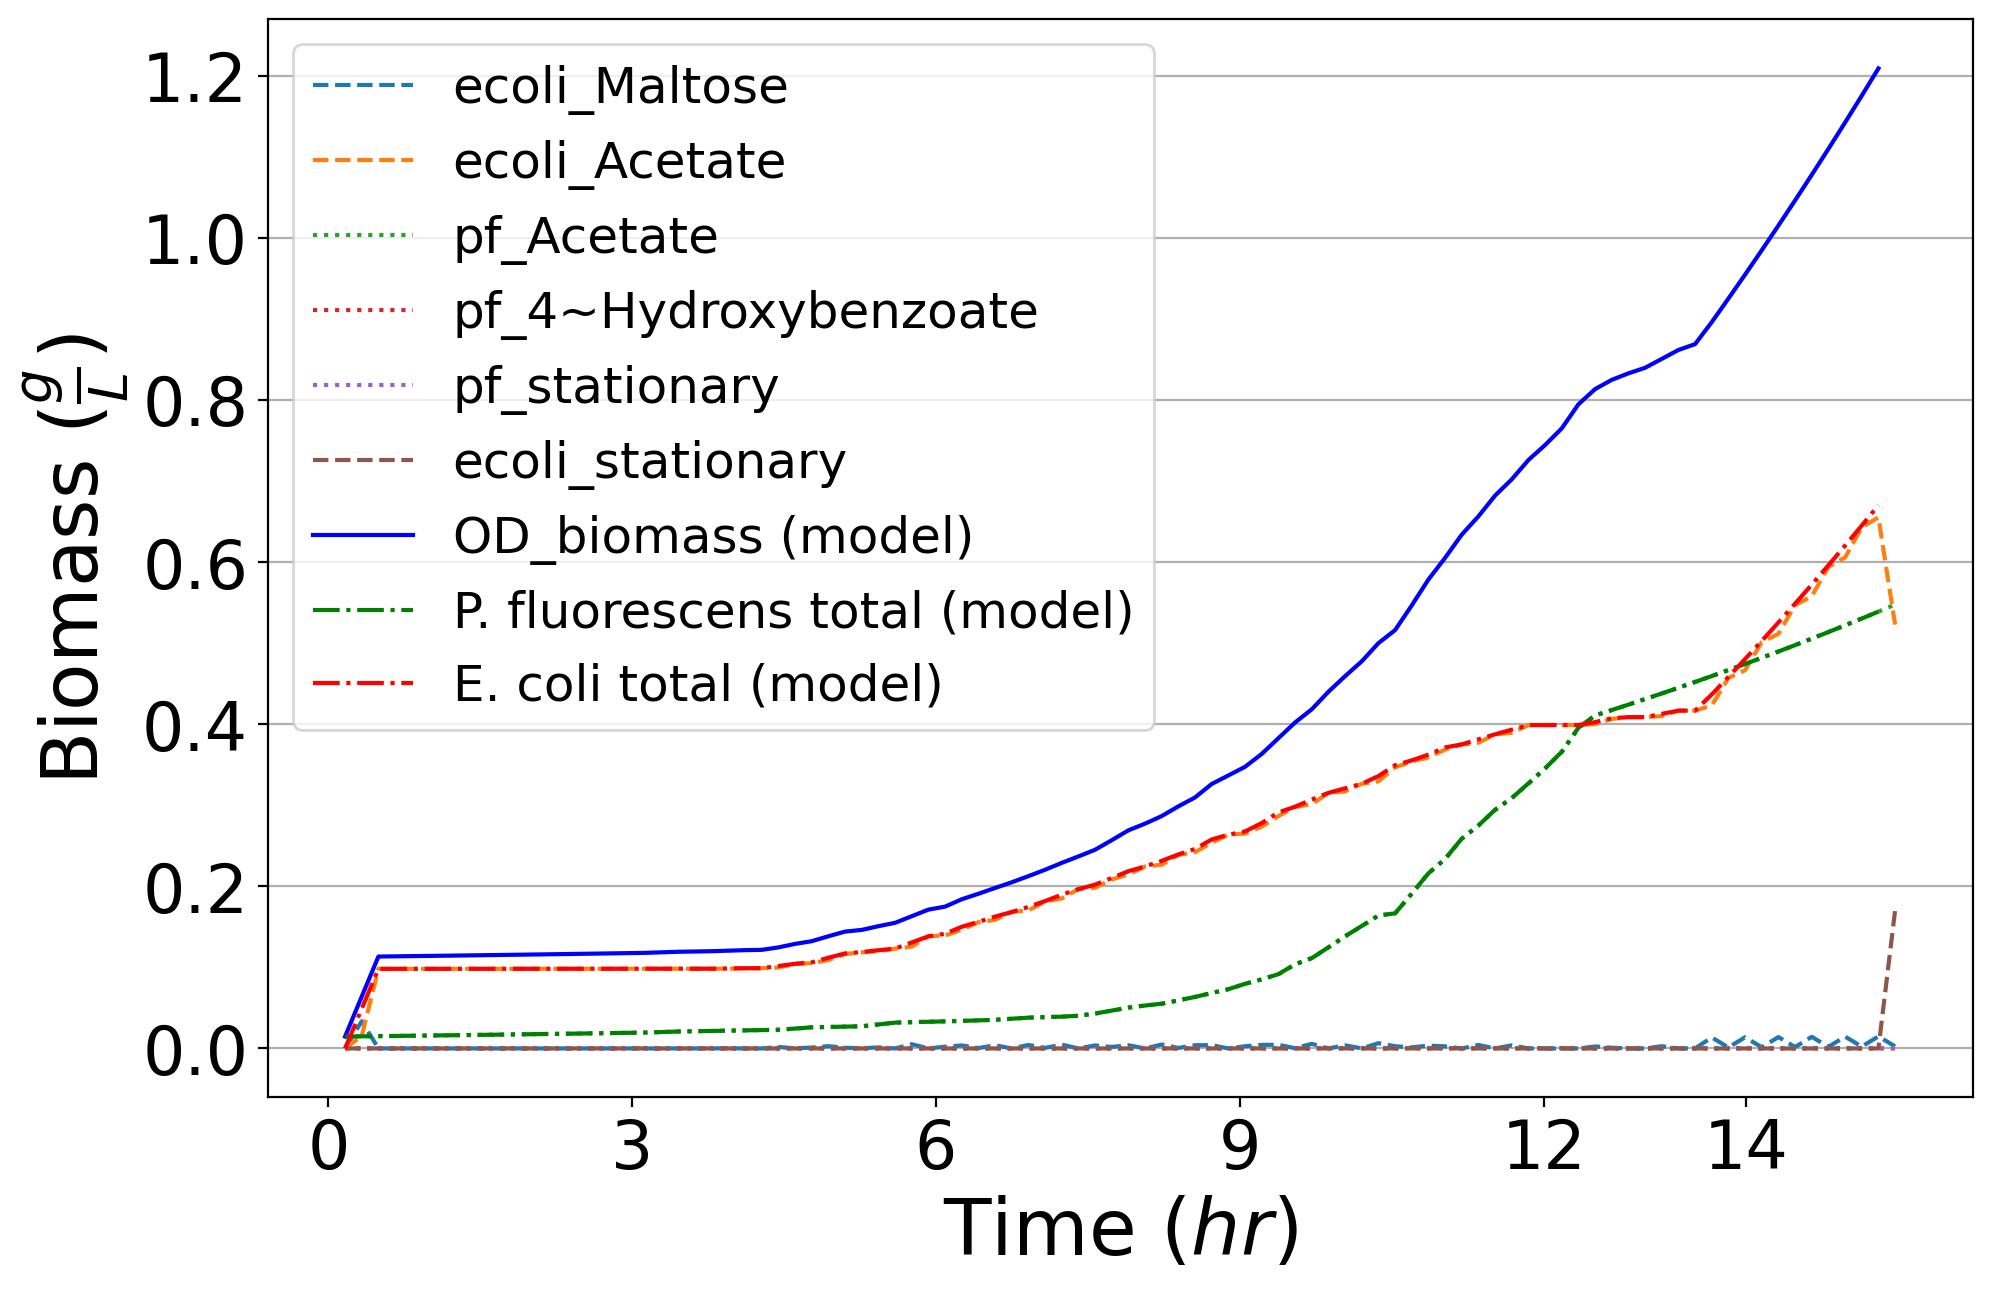 1.2
1.0
0.8
0.6
0.4
0.2
0.0
Biomass (g/L)
ecoli_Maltose
ecoli_Acetate
pf_Acetate
pf_4~Hydroxybenzoate
pf_stationary
ecoli_stationary
OD_biomass (model)
P. fluorescens total (model)
E. coli total (model)
0 3 6 9 12 14
Time (hr)